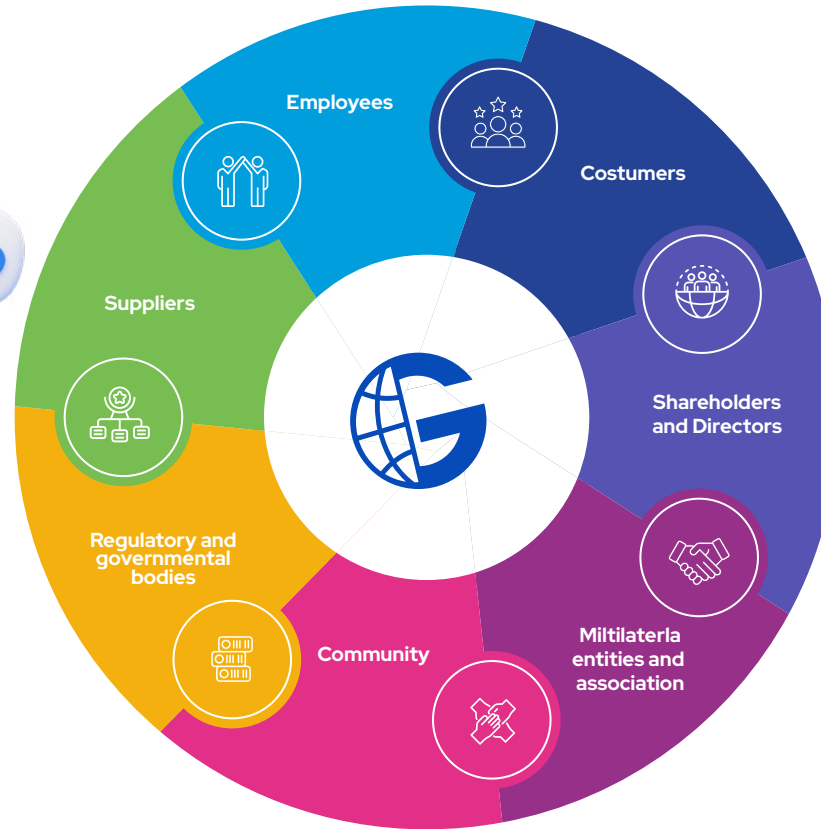 Employees
Costumers
Shareholders
and Directors
Miltilaterla
entities and
association
Community
Regulatory and
governmental
bodies
Suppliers